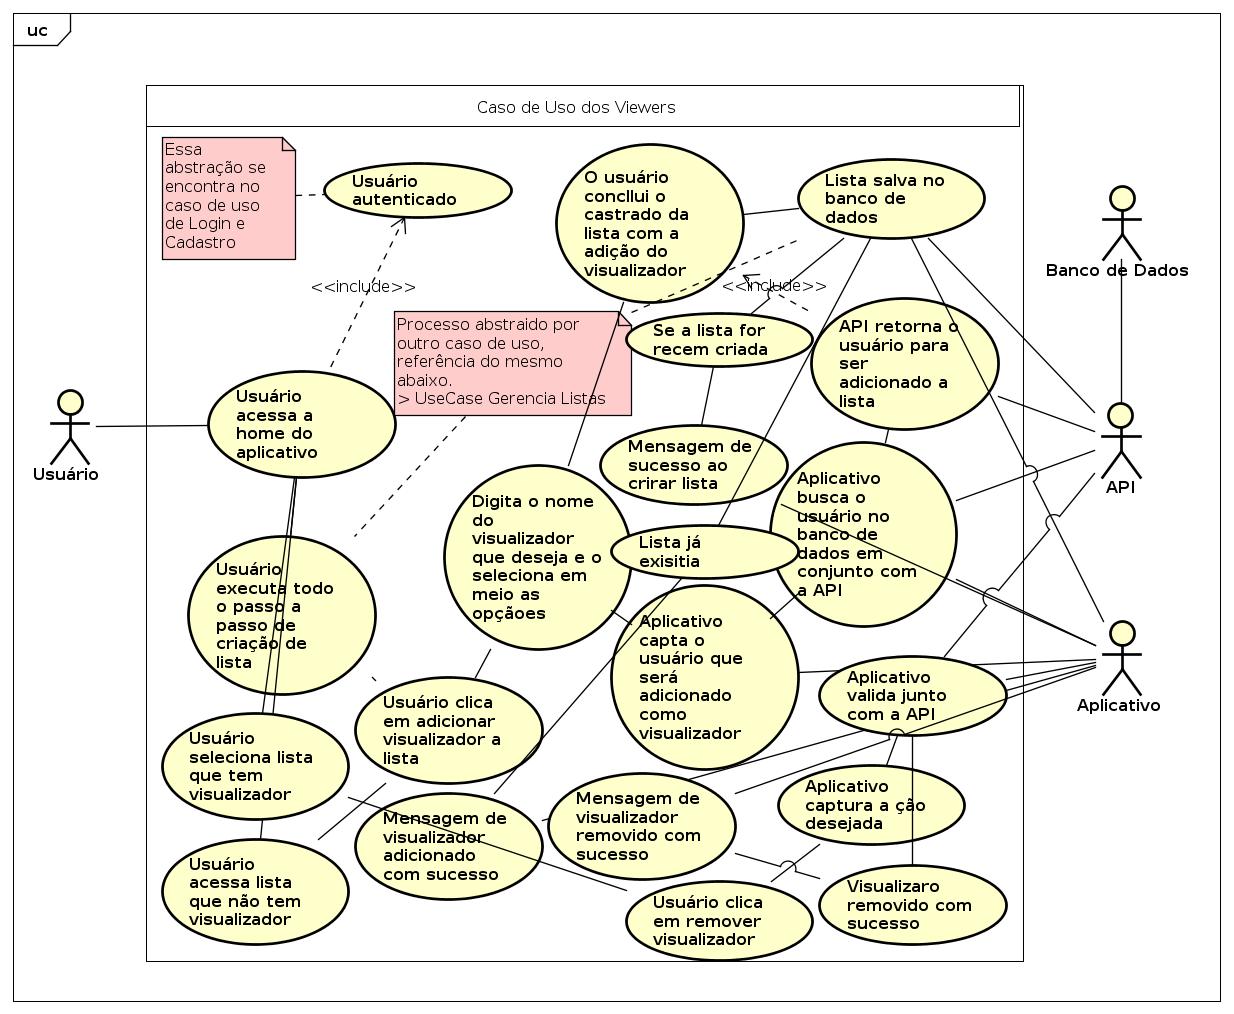 uc
Caso de Uso dos Viewers
Essa
abstração se
encontra no
caso de uso
de Login e
Cadastro
Usuário
autenticado
O usuário
concllui o
castrado da
lista com a
adição do
visualizador
Lista salva no
banco de
dados
Banco de Dados
<<include>>
<<include>>
Processo abstraido por
outro caso de uso,
referência do mesmo
abaixo.
> UseCase Gerencia Listas
Se a lista for
recem criada
API retorna o
usuário para
ser
adicionado a
lista
Usuário
Usuário
acessa a
home do
aplicativo
Mensagem de
sucesso ao
crirar lista
API
Digita o nome
do
visualizador
que deseja e o
seleciona em
meio as
opçãoes
Aplicativo
busca o
usuário no
banco de
dados em
conjunto com
a API
Lista já
exisitia
Usuário
executa todo
o passo a
passo de
criação de
lista
Aplicativo
capta o
usuário que
será
adicionado
como
visualizador
Aplicativo
valida junto
com a API
Aplicativo
Usuário clica
em adicionar
visualizador a
lista
Usuário
seleciona lista
que tem
visualizador
Mensagem de
visualizador
adicionado
com sucesso
Mensagem de
visualizador
removido com
sucesso
Aplicativo
captura a ção
desejada
Usuário
acessa lista
que não tem
visualizador
Usuário clica
em remover
visualizador
Visualizaro
removido com
sucesso